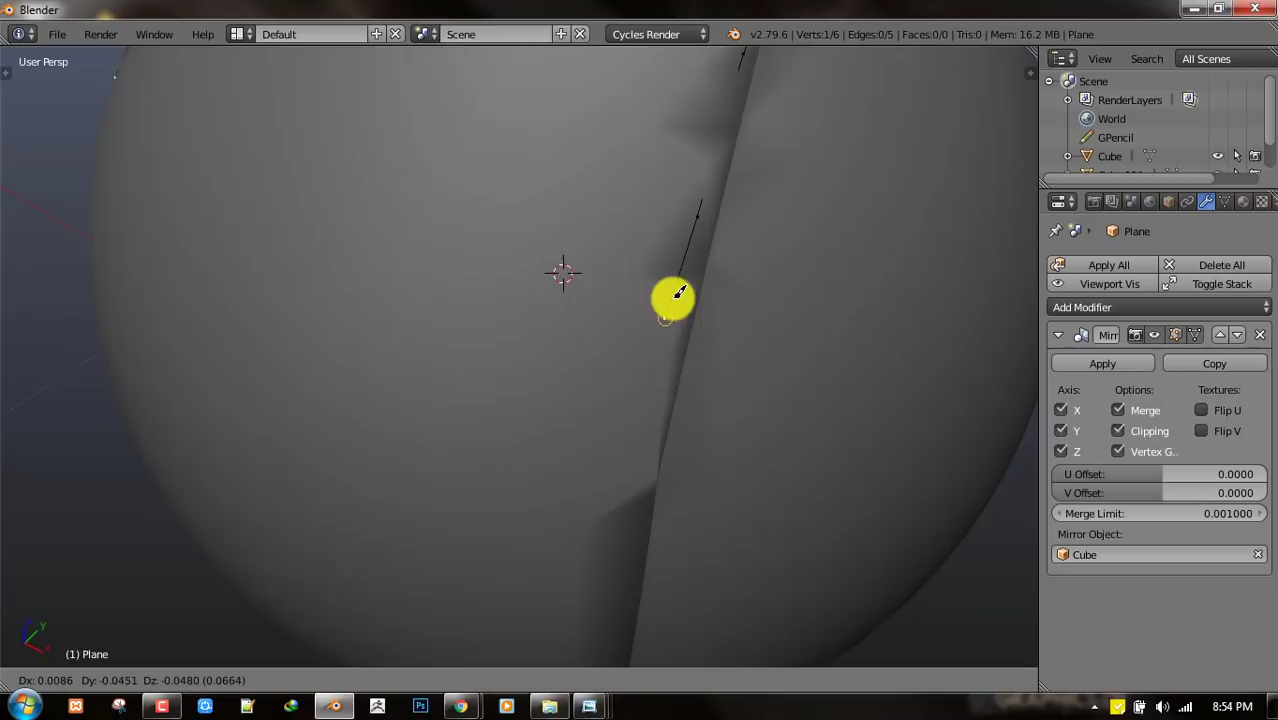 Blender
File Render Window Help Default Scene Cycles Render v2.79.6 | Verts:1/6 | Edges:0/5 | Faces:0/0 | Tris:0 | Mem: 16.2 MB | Plane
User Persp
View Search All Scenes
Scene
RenderLayers
World
GPencil
Cube
Plane
Apply All Delete All
Viewport Vis Toggle Stack
Add Modifier
Mirr
Apply Copy
Axis: Options: Textures:
X Merge Flip U
Y Clipping Flip V
Z Vertex G..
U Offset: 0.0000
V Offset: 0.0000
Merge Limit: 0.001000
Mirror Object:
Cube
z y x
(1) Plane
Dx: 0.0086 Dy: -0.0451 Dz: -0.0480 (0.0664)
8:54 PM